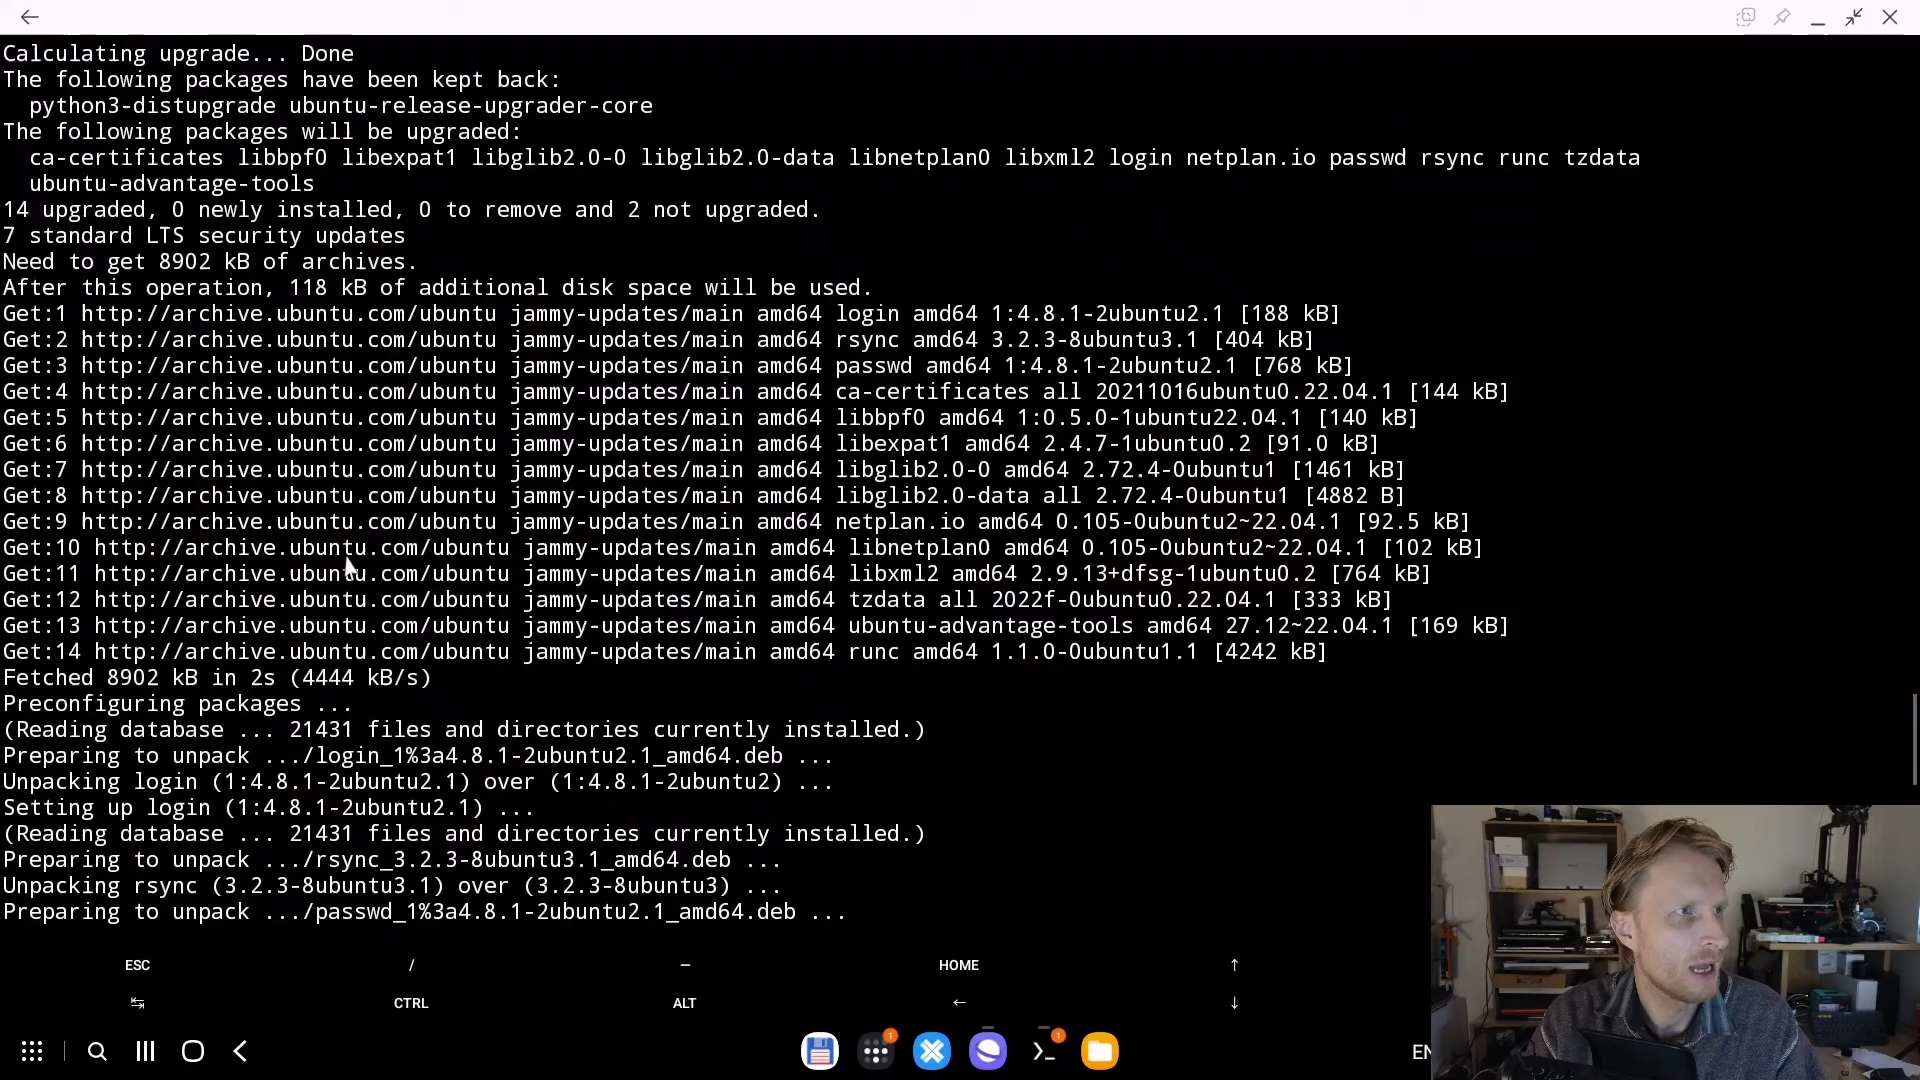 Calculating upgrade... Done
The following packages have been kept back:
  python3-distupgrade ubuntu-release-upgrader-core
The following packages will be upgraded:
  ca-certificates libbpf0 libexpat1 libglib2.0-0 libglib2.0-data libnetplan0 libxml2 login netplan.io passwd rsync runc tzdata
  ubuntu-advantage-tools
14 upgraded, 0 newly installed, 0 to remove and 2 not upgraded.
7 standard LTS security updates
Need to get 8902 kB of archives.
After this operation, 118 kB of additional disk space will be used.
Get:1 http://archive.ubuntu.com/ubuntu jammy-updates/main amd64 login amd64 1:4.8.1-2ubuntu2.1 [188 kB]
Get:2 http://archive.ubuntu.com/ubuntu jammy-updates/main amd64 rsync amd64 3.2.3-8ubuntu3.1 [404 kB]
Get:3 http://archive.ubuntu.com/ubuntu jammy-updates/main amd64 passwd amd64 1:4.8.1-2ubuntu2.1 [768 kB]
Get:4 http://archive.ubuntu.com/ubuntu jammy-updates/main amd64 ca-certificates all 20211016ubuntu0.22.04.1 [144 kB]
Get:5 http://archive.ubuntu.com/ubuntu jammy-updates/main amd64 libbpf0 amd64 1:0.5.0-1ubuntu22.04.1 [140 kB]
Get:6 http://archive.ubuntu.com/ubuntu jammy-updates/main amd64 libexpat1 amd64 2.4.7-1ubuntu0.2 [91.0 kB]
Get:7 http://archive.ubuntu.com/ubuntu jammy-updates/main amd64 libglib2.0-0 amd64 2.72.4-0ubuntu1 [1461 kB]
Get:8 http://archive.ubuntu.com/ubuntu jammy-updates/main amd64 libglib2.0-data all 2.72.4-0ubuntu1 [4882 B]
Get:9 http://archive.ubuntu.com/ubuntu jammy-updates/main amd64 netplan.io amd64 0.105-0ubuntu2~22.04.1 [92.5 kB]
Get:10 http://archive.ubuntu.com/ubuntu jammy-updates/main amd64 libnetplan0 amd64 0.105-0ubuntu2~22.04.1 [102 kB]
Get:11 http://archive.ubuntu.com/ubuntu jammy-updates/main amd64 libxml2 amd64 2.9.13+dfsg-1ubuntu0.2 [764 kB]
Get:12 http://archive.ubuntu.com/ubuntu jammy-updates/main amd64 tzdata all 2022f-0ubuntu0.22.04.1 [333 kB]
Get:13 http://archive.ubuntu.com/ubuntu jammy-updates/main amd64 ubuntu-advantage-tools amd64 27.12~22.04.1 [169 kB]
Get:14 http://archive.ubuntu.com/ubuntu jammy-updates/main amd64 runc amd64 1.1.0-0ubuntu1.1 [4242 kB]
Fetched 8902 kB in 2s (4444 kB/s)
Preconfiguring packages ...
(Reading database ... 21431 files and directories currently installed.)
Preparing to unpack .../login_1%3a4.8.1-2ubuntu2.1_amd64.deb ...
Unpacking login (1:4.8.1-2ubuntu2.1) over (1:4.8.1-2ubuntu2) ...
Setting up login (1:4.8.1-2ubuntu2.1) ...
(Reading database ... 21431 files and directories currently installed.)
Preparing to unpack .../rsync_3.2.3-8ubuntu3.1_amd64.deb ...
Unpacking rsync (3.2.3-8ubuntu3.1) over (3.2.3-8ubuntu3) ...
Preparing to unpack .../passwd_1%3a4.8.1-2ubuntu2.1_amd64.deb ...
ESC / – HOME ↑
↹ CTRL ALT ← ↓
1 1
EN